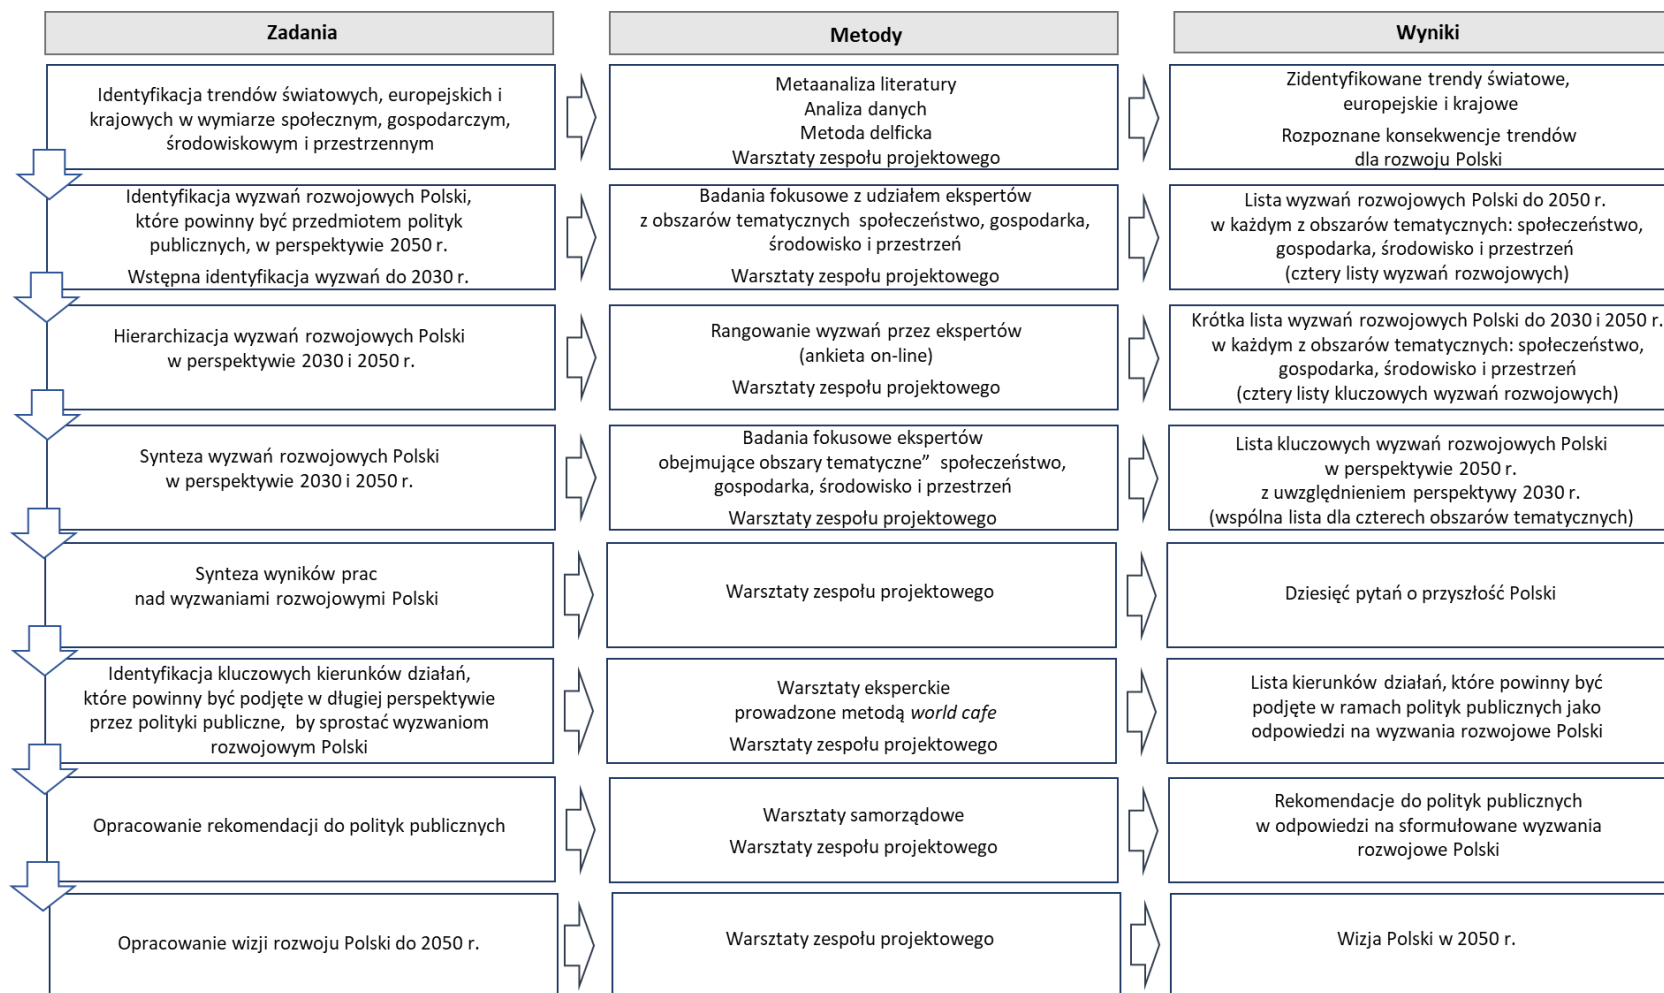 Zadania
Metody
Wyniki
Identyfikacja trendów światowych, europejskich i
krajowych w wymiarze społecznym, gospodarczym,
środowiskowym i przestrzennym
Metaanaliza literatury
Analiza danych
Metoda delficka
Warsztaty zespołu projektowego
Zidentyfikowane trendy światowe,
europejskie i krajowe
Rozpoznane konsekwencje trendów
dla rozwoju Polski
Identyfikacja wyzwań rozwojowych Polski,
które powinny być przedmiotem polityk
publicznych, w perspektywie 2050 r.
Wstępna identyfikacja wyzwań do 2030 r.
Badania fokusowe z udziałem ekspertów
z obszarów tematycznych społeczeństwo, gospodarka,
środowisko i przestrzeń
Warsztaty zespołu projektowego
Lista wyzwań rozwojowych Polski do 2050 r.
w każdym z obszarów tematycznych: społeczeństwo,
gospodarka, środowisko i przestrzeń
(cztery listy wyzwań rozwojowych)
Hierarchizacja wyzwań rozwojowych Polski
w perspektywie 2030 i 2050 r.
Rangowanie wyzwań przez ekspertów
(ankieta on-line)
Warsztaty zespołu projektowego
Krótka lista wyzwań rozwojowych Polski do 2030 i 2050 r.
w każdym z obszarów tematycznych: społeczeństwo,
gospodarka, środowisko i przestrzeń
(cztery listy kluczowych wyzwań rozwojowych)
Synteza wyzwań rozwojowych Polski
w perspektywie 2030 i 2050 r.
Badania fokusowe ekspertów
obejmujące obszary tematyczne” społeczeństwo,
gospodarka, środowisko i przestrzeń
Warsztaty zespołu projektowego
Lista kluczowych wyzwań rozwojowych Polski
w perspektywie 2050 r.
z uwzględnieniem perspektywy 2030 r.
(wspólna lista dla czterech obszarów tematycznych)
Synteza wyników prac
nad wyzwaniami rozwojowymi Polski
Warsztaty zespołu projektowego
Dziesięć pytań o przyszłość Polski
Identyfikacja kluczowych kierunków działań,
które powinny być podjęte w długiej perspektywie
przez polityki publiczne, by sprostać wyzwaniom
rozwojowym Polski
Warsztaty eksperckie
prowadzone metodą world cafe
Warsztaty zespołu projektowego
Lista kierunków działań, które powinny być
podjęte w ramach polityk publicznych jako
odpowiedzi na wyzwania rozwojowe Polski
Opracowanie rekomendacji do polityk publicznych
Warsztaty samorządowe
Warsztaty zespołu projektowego
Rekomendacje do polityk publicznych
w odpowiedzi na sformułowane wyzwania
rozwojowe Polski
Opracowanie wizji rozwoju Polski do 2050 r.
Warsztaty zespołu projektowego
Wizja Polski w 2050 r.